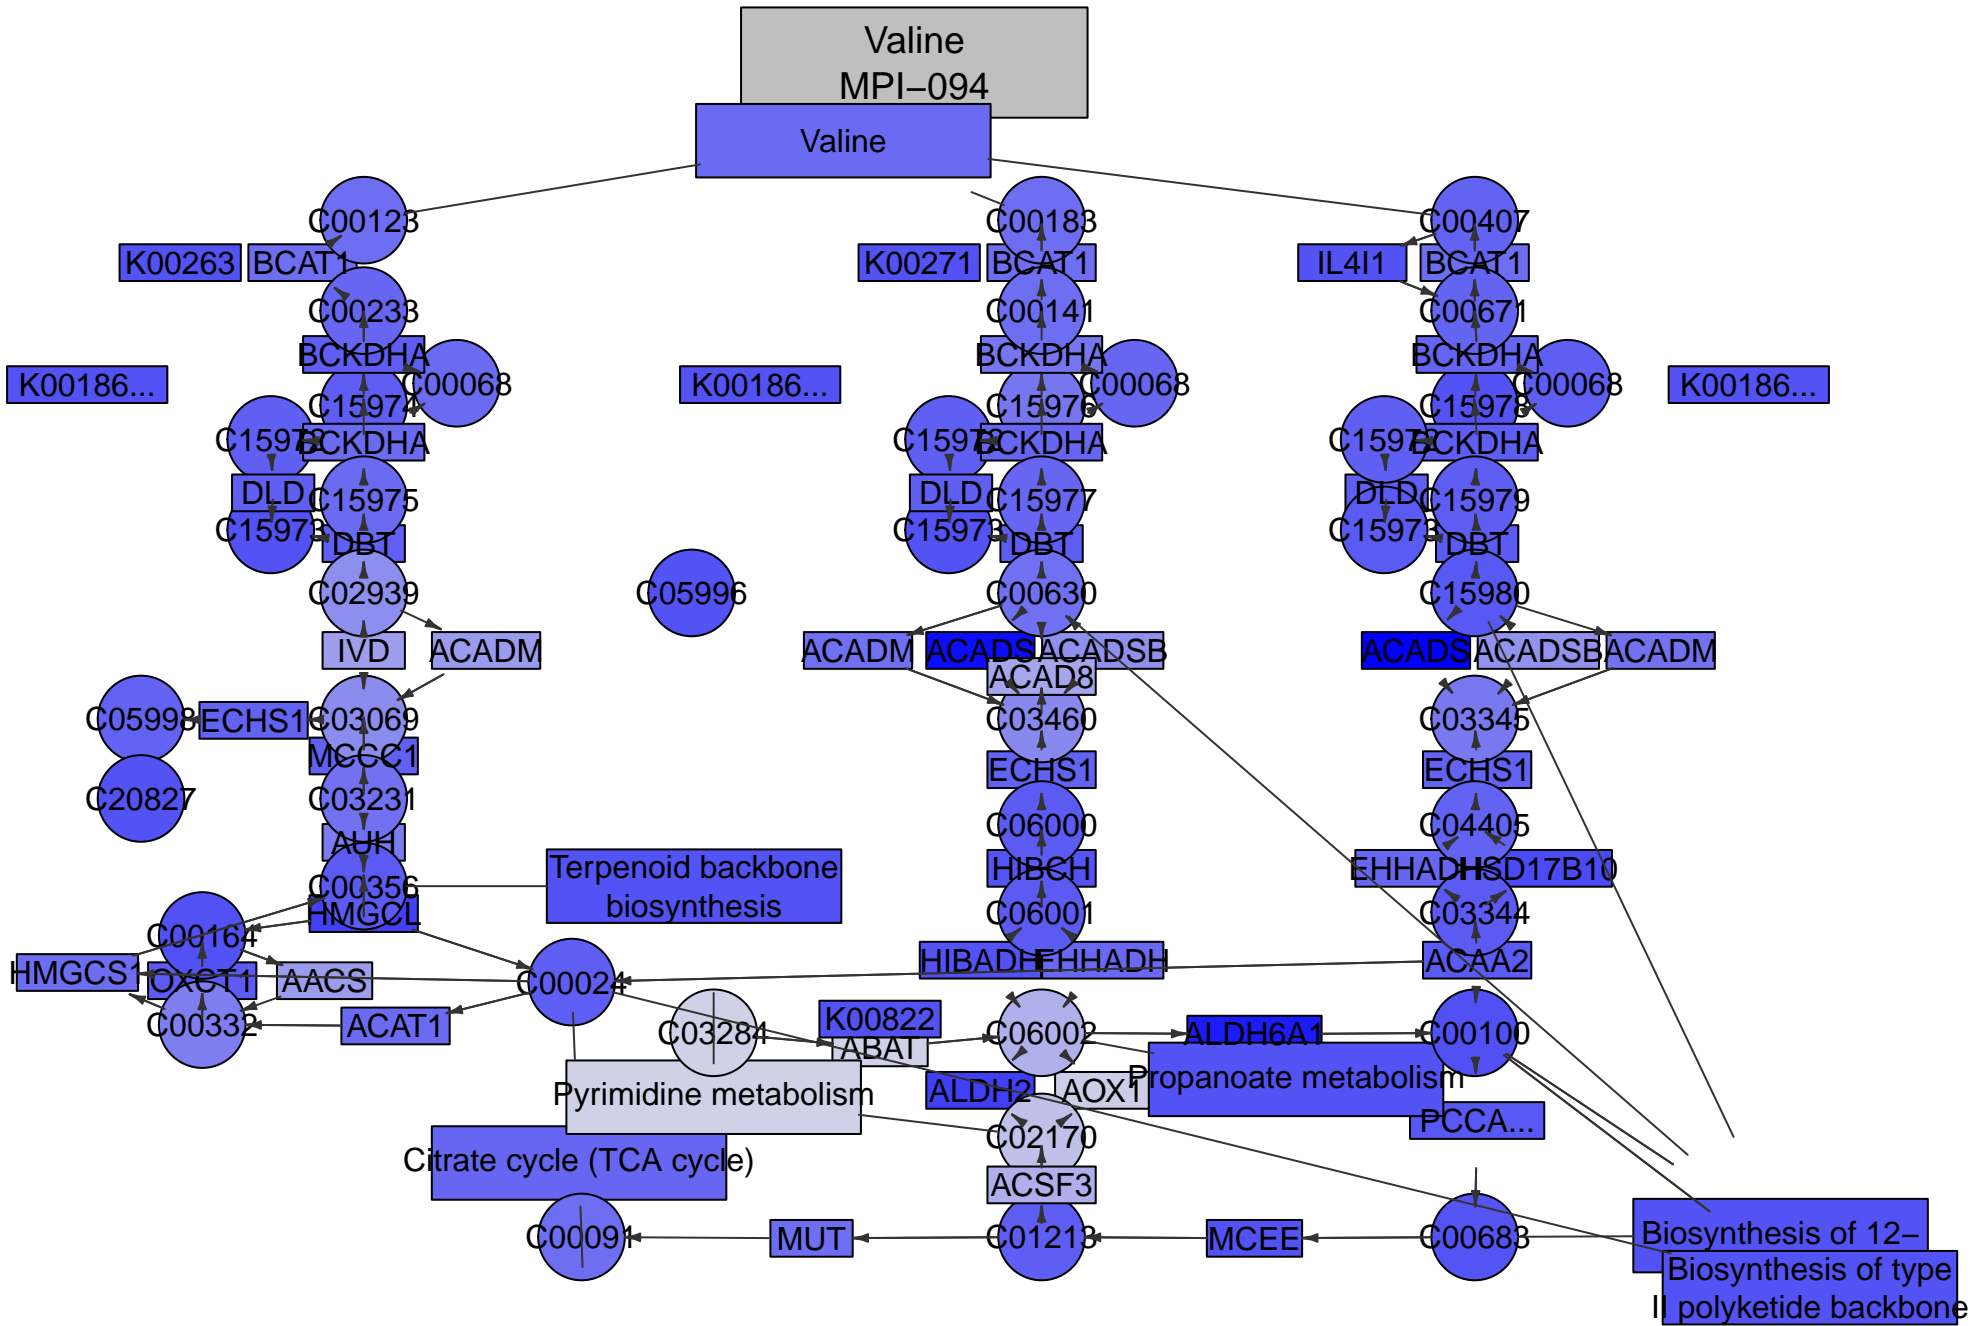 Valine
MPI−094
Valine
C00123
C00183
C00407
K00263
BCAT1
K00271
BCAT1
IL4I1
BCAT1
C00233
C00141
C00671
BCKDHA
BCKDHA
BCKDHA
K00186...
C00068
K00186...
C00068
C00068
K00186...
C15974
C15976
C15978
C15972
BCKDHA
C15972
BCKDHA
C15972
BCKDHA
DLD
C15975
DLD
C15977
DLD
C15979
C15973
DBT
C15973
DBT
C15973
DBT
C02939
C05996
C00630
C15980
IVD
ACADM
ACADM
ACADS
ACADSB
ACADS
ACADSB
ACADM
ACAD8
C05998
ECHS1
C03069
C03460
C03345
MCCC1
ECHS1
ECHS1
C20827
C03231
C06000
C04405
AUH
HIBCH
EHHADH
HSD17B10
C00356
Terpenoid backbone
biosynthesis
HMGCL
C06001
C03344
C00164
HIBADH
EHHADH
ACAA2
HMGCS1
OXCT1
AACS
C00024
C00332
ACAT1
C03284
K00822
ABAT
C06002
ALDH6A1
C00100
Pyrimidine metabolism
ALDH2
AOX1
Propanoate metabolism
PCCA...
C02170
Citrate cycle (TCA cycle)
ACSF3
C00091
MUT
C01213
MCEE
C00683
Biosynthesis of 12−
Biosynthesis of type
II polyketide backbone